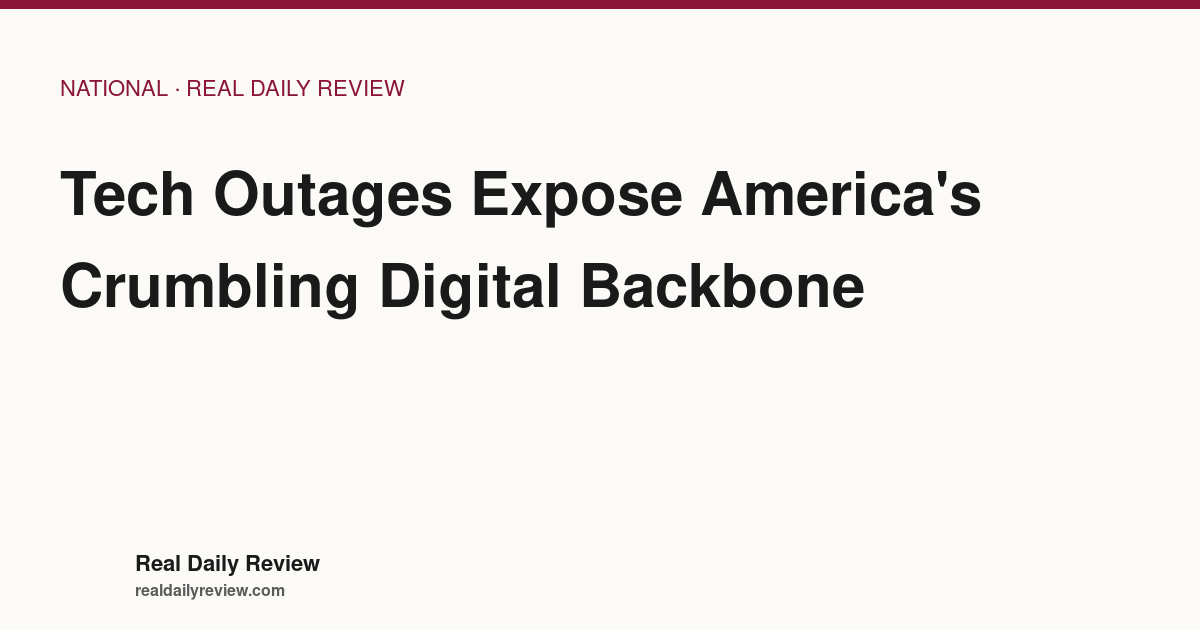 NATIONAL · REAL DAILY REVIEW
Tech Outages Expose America's
Crumbling Digital Backbone
Real Daily Review
realdailyreview.com